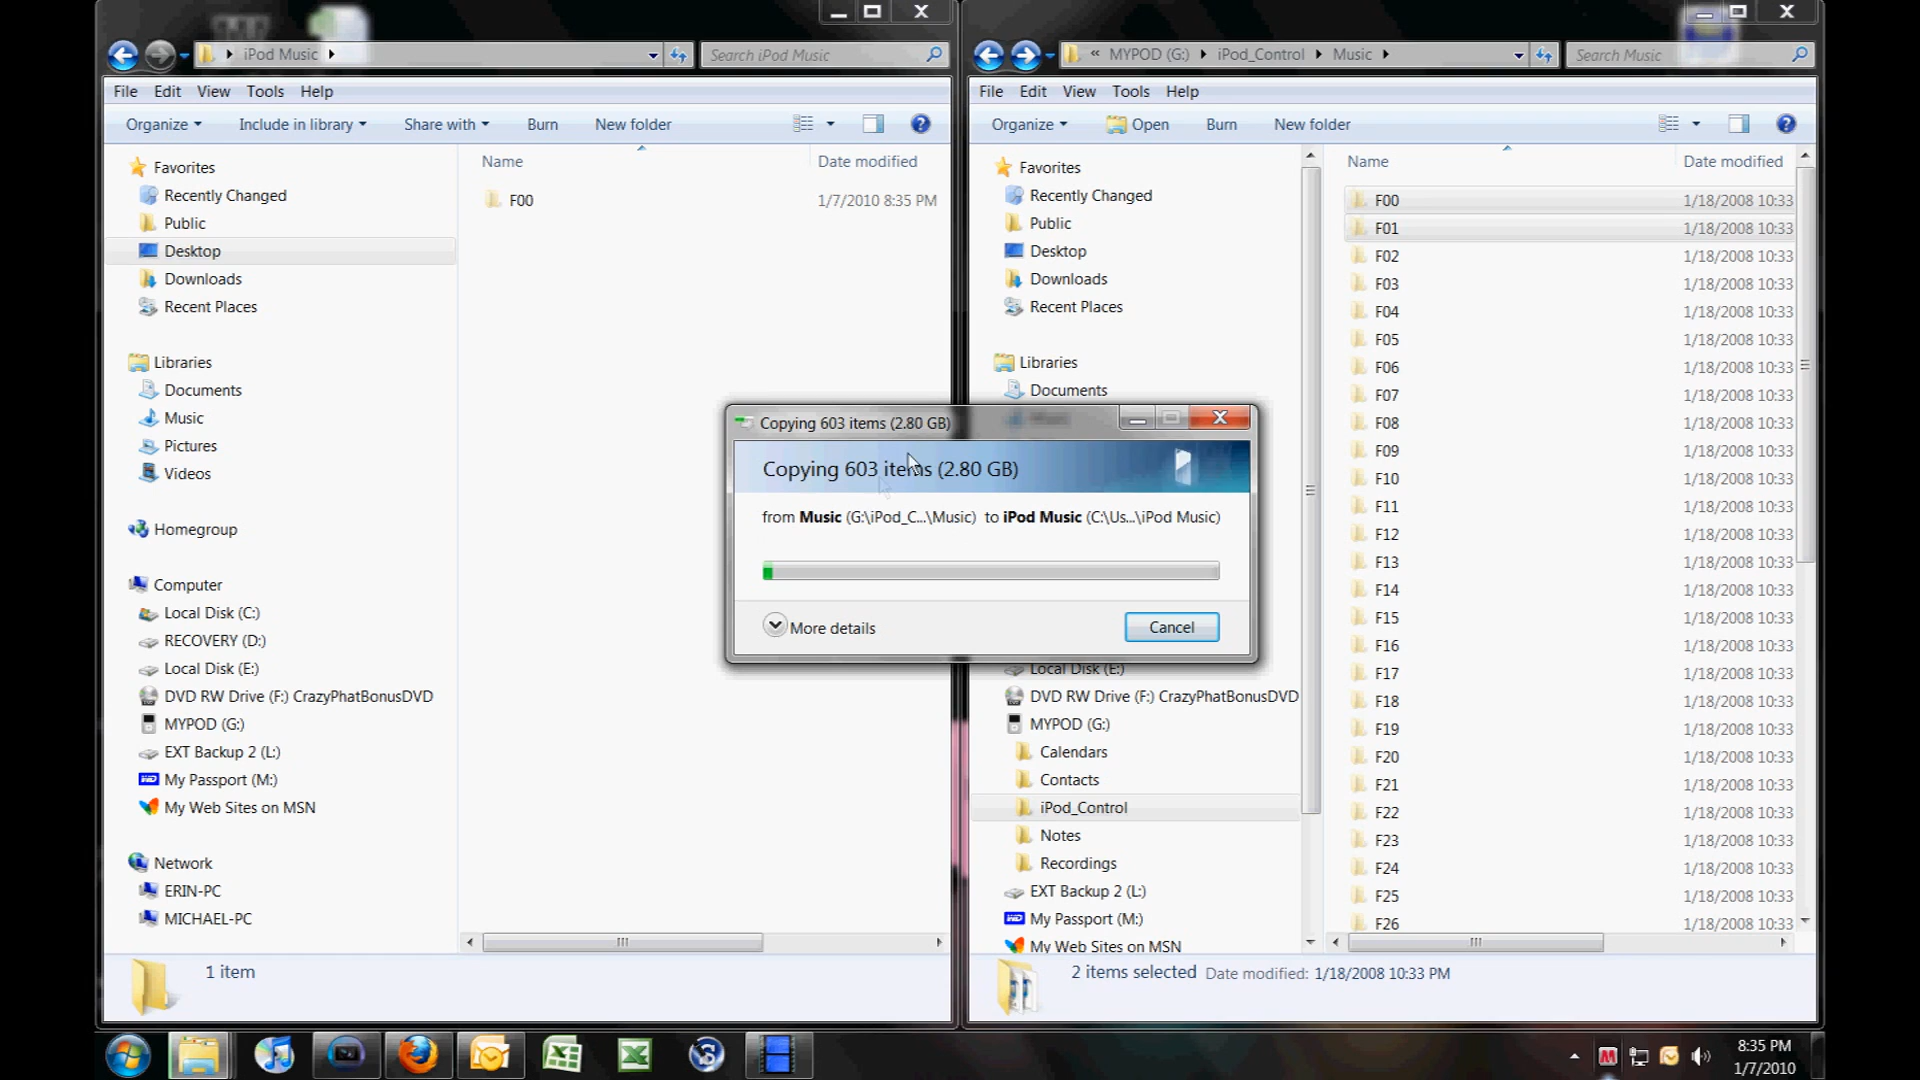 iPod Music
Search iPod Music
File Edit View Tools Help
Organize Include in library Share with Burn New folder
Favorites
Recently Changed
Public
Desktop
Downloads
Recent Places
Libraries
Documents
Music
Pictures
Videos
Homegroup
Computer
Local Disk (C:)
RECOVERY (D:)
Local Disk (E:)
DVD RW Drive (F:) CrazyPhatBonusDVD
MYPOD (G:)
EXT Backup 2 (L:)
My Passport (M:)
My Web Sites on MSN
Network
ERIN-PC
MICHAEL-PC
Name Date modified
F00 1/7/2010 8:35 PM
1 item
« MYPOD (G:) iPod_Control Music
Search Music
File Edit View Tools Help
Organize Open Burn New folder
Favorites
Recently Changed
Public
Desktop
Downloads
Recent Places
Libraries
Documents
Local Disk (E:)
DVD RW Drive (F:) CrazyPhatBonusDVD
MYPOD (G:)
Calendars
Contacts
iPod_Control
Notes
Recordings
EXT Backup 2 (L:)
My Passport (M:)
My Web Sites on MSN
Name Date modified
F00 1/18/2008 10:33
F01 1/18/2008 10:33
F02 1/18/2008 10:33
F03 1/18/2008 10:33
F04 1/18/2008 10:33
F05 1/18/2008 10:33
F06 1/18/2008 10:33
F07 1/18/2008 10:33
F08 1/18/2008 10:33
F09 1/18/2008 10:33
F10 1/18/2008 10:33
F11 1/18/2008 10:33
F12 1/18/2008 10:33
F13 1/18/2008 10:33
F14 1/18/2008 10:33
F15 1/18/2008 10:33
F16 1/18/2008 10:33
F17 1/18/2008 10:33
F18 1/18/2008 10:33
F19 1/18/2008 10:33
F20 1/18/2008 10:33
F21 1/18/2008 10:33
F22 1/18/2008 10:33
F23 1/18/2008 10:33
F24 1/18/2008 10:33
F25 1/18/2008 10:33
F26 1/18/2008 10:33
2 items selected Date modified: 1/18/2008 10:33 PM
Copying 603 items (2.80 GB)
Copying 603 items (2.80 GB)
from Music (G:\iPod_C...\Music) to iPod Music (C:\Us...\iPod Music)
More details
Cancel
8:35 PM
1/7/2010